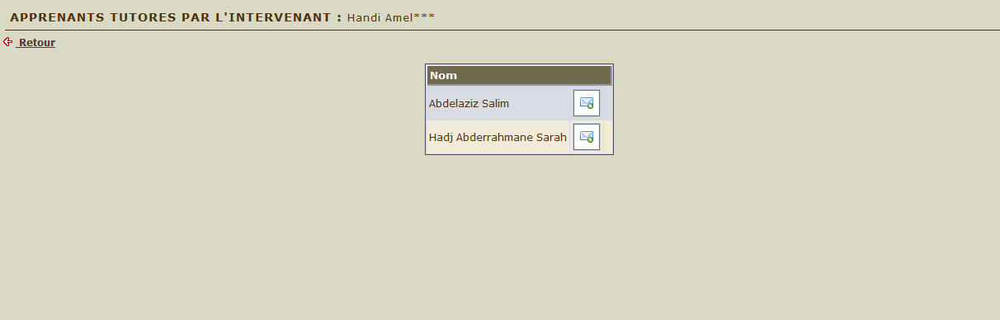 APPRENANTS TUTORES PAR L'INTERVENANT : Handi Amel***
Retour
Nom
Abdelaziz Salim
Hadj Abderrahmane Sarah